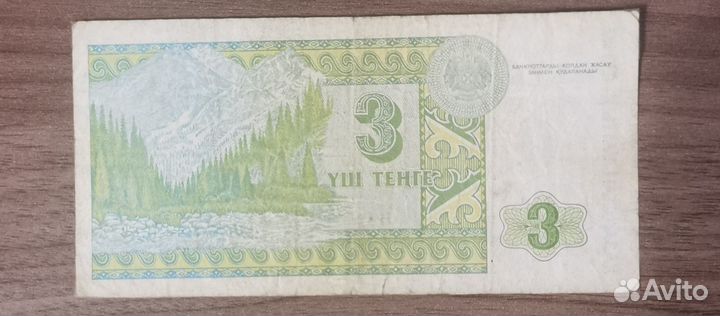 БАНКНОТТАРДЫ ҚОЛДАН ЖАСАУ
ЗАҢМЕН ҚУДАЛАНАДЫ
3
ҮШ ТЕҢГЕ
3
Avito